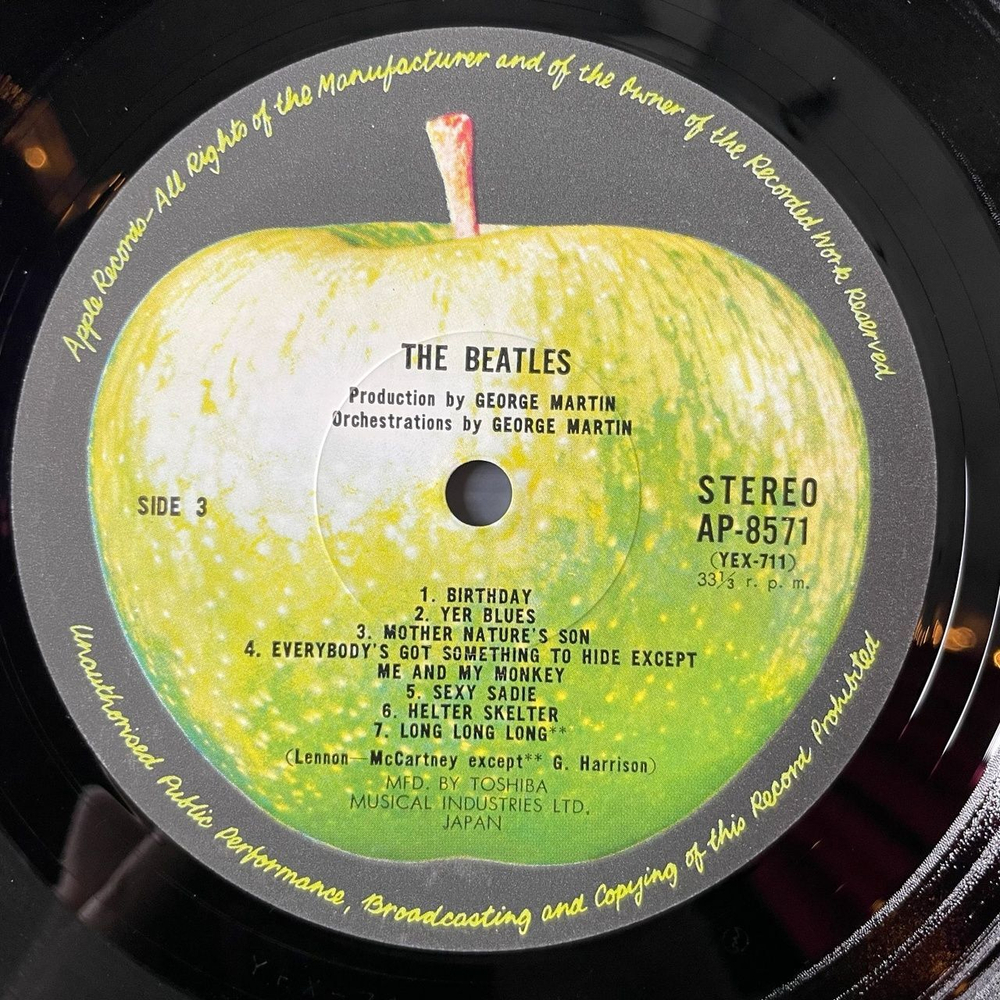 Apple Records - All Rights of the Manufacturer and of the Owner of the Recorded Work Reserved
THE BEATLES
Production by GEORGE MARTIN
Orchestrations by GEORGE MARTIN
SIDE 3
STEREO
AP-8571
(YEX-711)
33⅓ r. p. m.
1. BIRTHDAY
2. YER BLUES
3. MOTHER NATURE'S SON
4. EVERYBODY'S GOT SOMETHING TO HIDE EXCEPT
ME AND MY MONKEY
5. SEXY SADIE
6. HELTER SKELTER
7. LONG LONG LONG**
(Lennon—McCartney except** G. Harrison)
MFD. BY TOSHIBA
MUSICAL INDUSTRIES LTD.
JAPAN
Unauthorised Public Performance, Broadcasting and Copying of this Record Prohibited